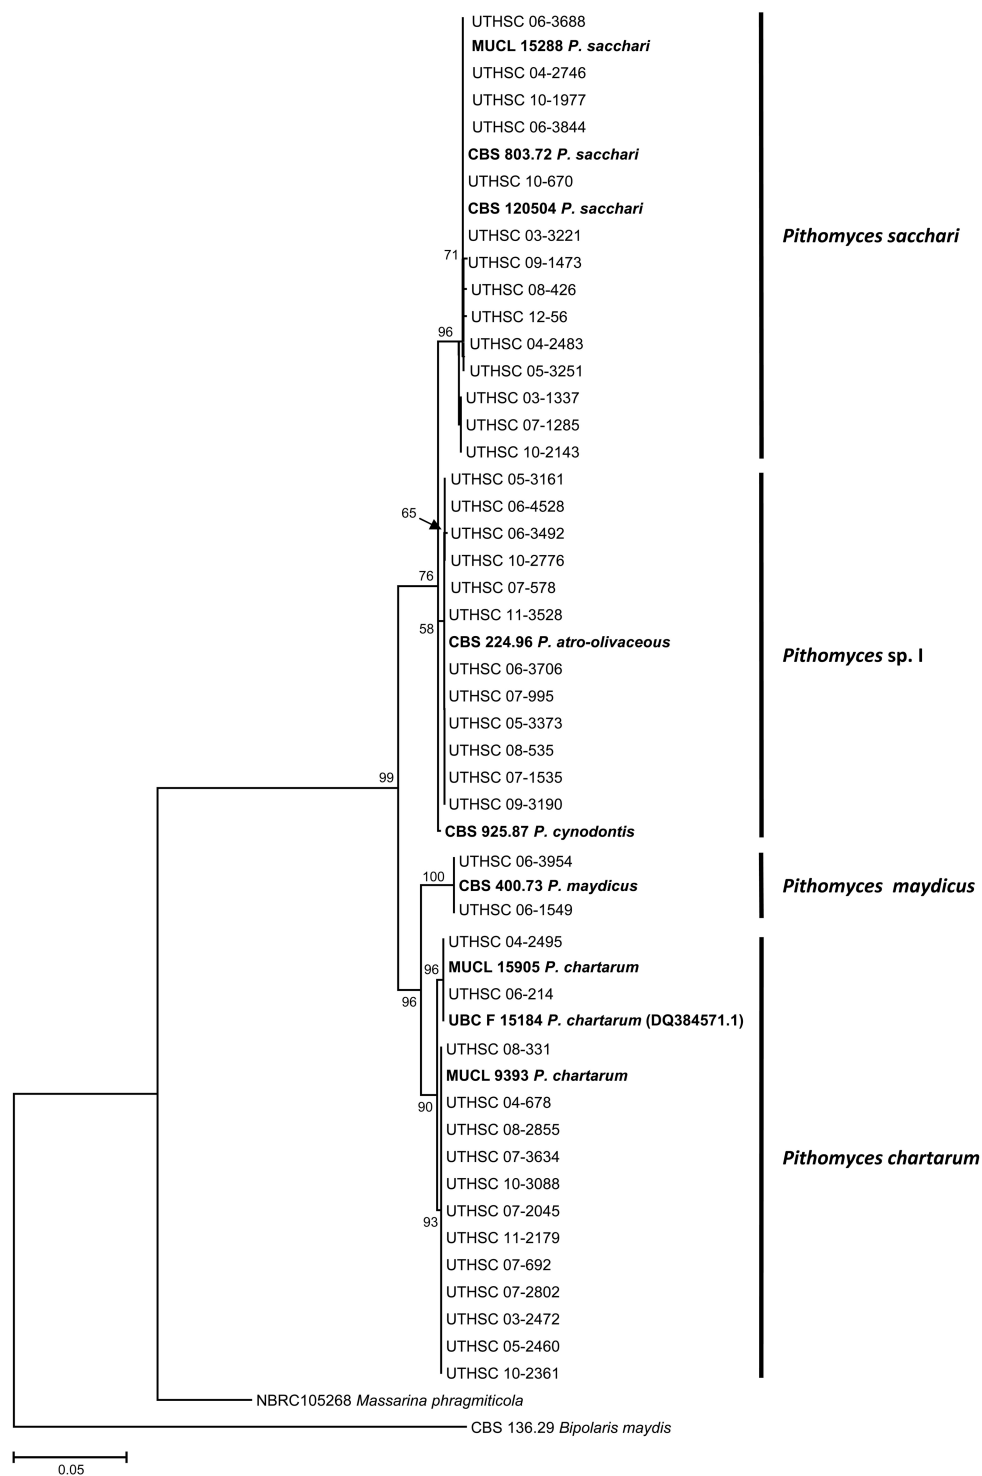 UTHSC 06-3688
MUCL 15288 P. sacchari
UTHSC 04-2746
UTHSC 10-1977
UTHSC 06-3844
CBS 803.72 P. sacchari
UTHSC 10-670
CBS 120504 P. sacchari
UTHSC 03-3221
Pithomyces sacchari
71
UTHSC 09-1473
UTHSC 08-426
UTHSC 12-56
96
UTHSC 04-2483
UTHSC 05-3251
UTHSC 03-1337
UTHSC 07-1285
UTHSC 10-2143
UTHSC 05-3161
UTHSC 06-4528
65
UTHSC 06-3492
UTHSC 10-2776
76
UTHSC 07-578
UTHSC 11-3528
58
CBS 224.96 P. atro-olivaceous
Pithomyces sp. I
UTHSC 06-3706
UTHSC 07-995
UTHSC 05-3373
UTHSC 08-535
99
UTHSC 07-1535
UTHSC 09-3190
CBS 925.87 P. cynodontis
UTHSC 06-3954
100
CBS 400.73 P. maydicus
Pithomyces maydicus
UTHSC 06-1549
UTHSC 04-2495
96
MUCL 15905 P. chartarum
UTHSC 06-214
96
UBC F 15184 P. chartarum (DQ384571.1)
UTHSC 08-331
MUCL 9393 P. chartarum
UTHSC 04-678
90
UTHSC 08-2855
UTHSC 07-3634
Pithomyces chartarum
UTHSC 10-3088
UTHSC 07-2045
93
UTHSC 11-2179
UTHSC 07-692
UTHSC 07-2802
UTHSC 03-2472
UTHSC 05-2460
UTHSC 10-2361
NBRC105268 Massarina phragmiticola
CBS 136.29 Bipolaris maydis
0.05